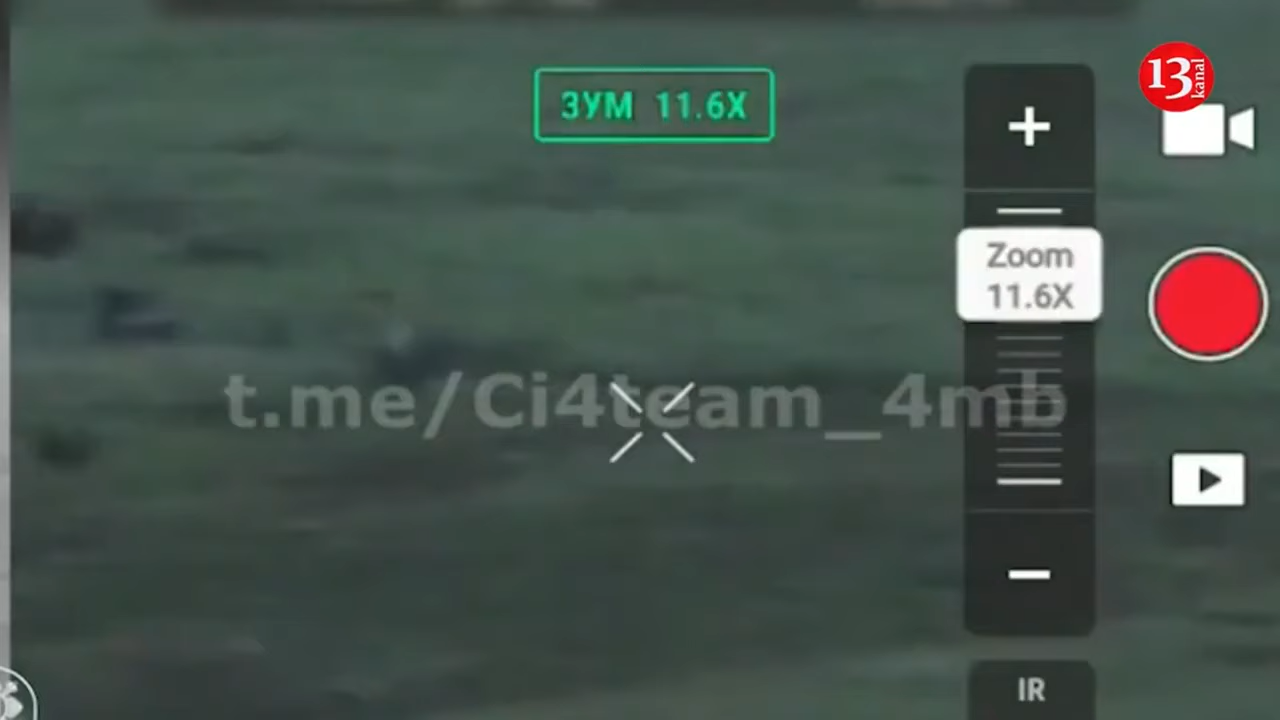 ЗУМ 11.6X
13
kanal
Zoom
11.6X
t.me/Ci4team_4mb
IR